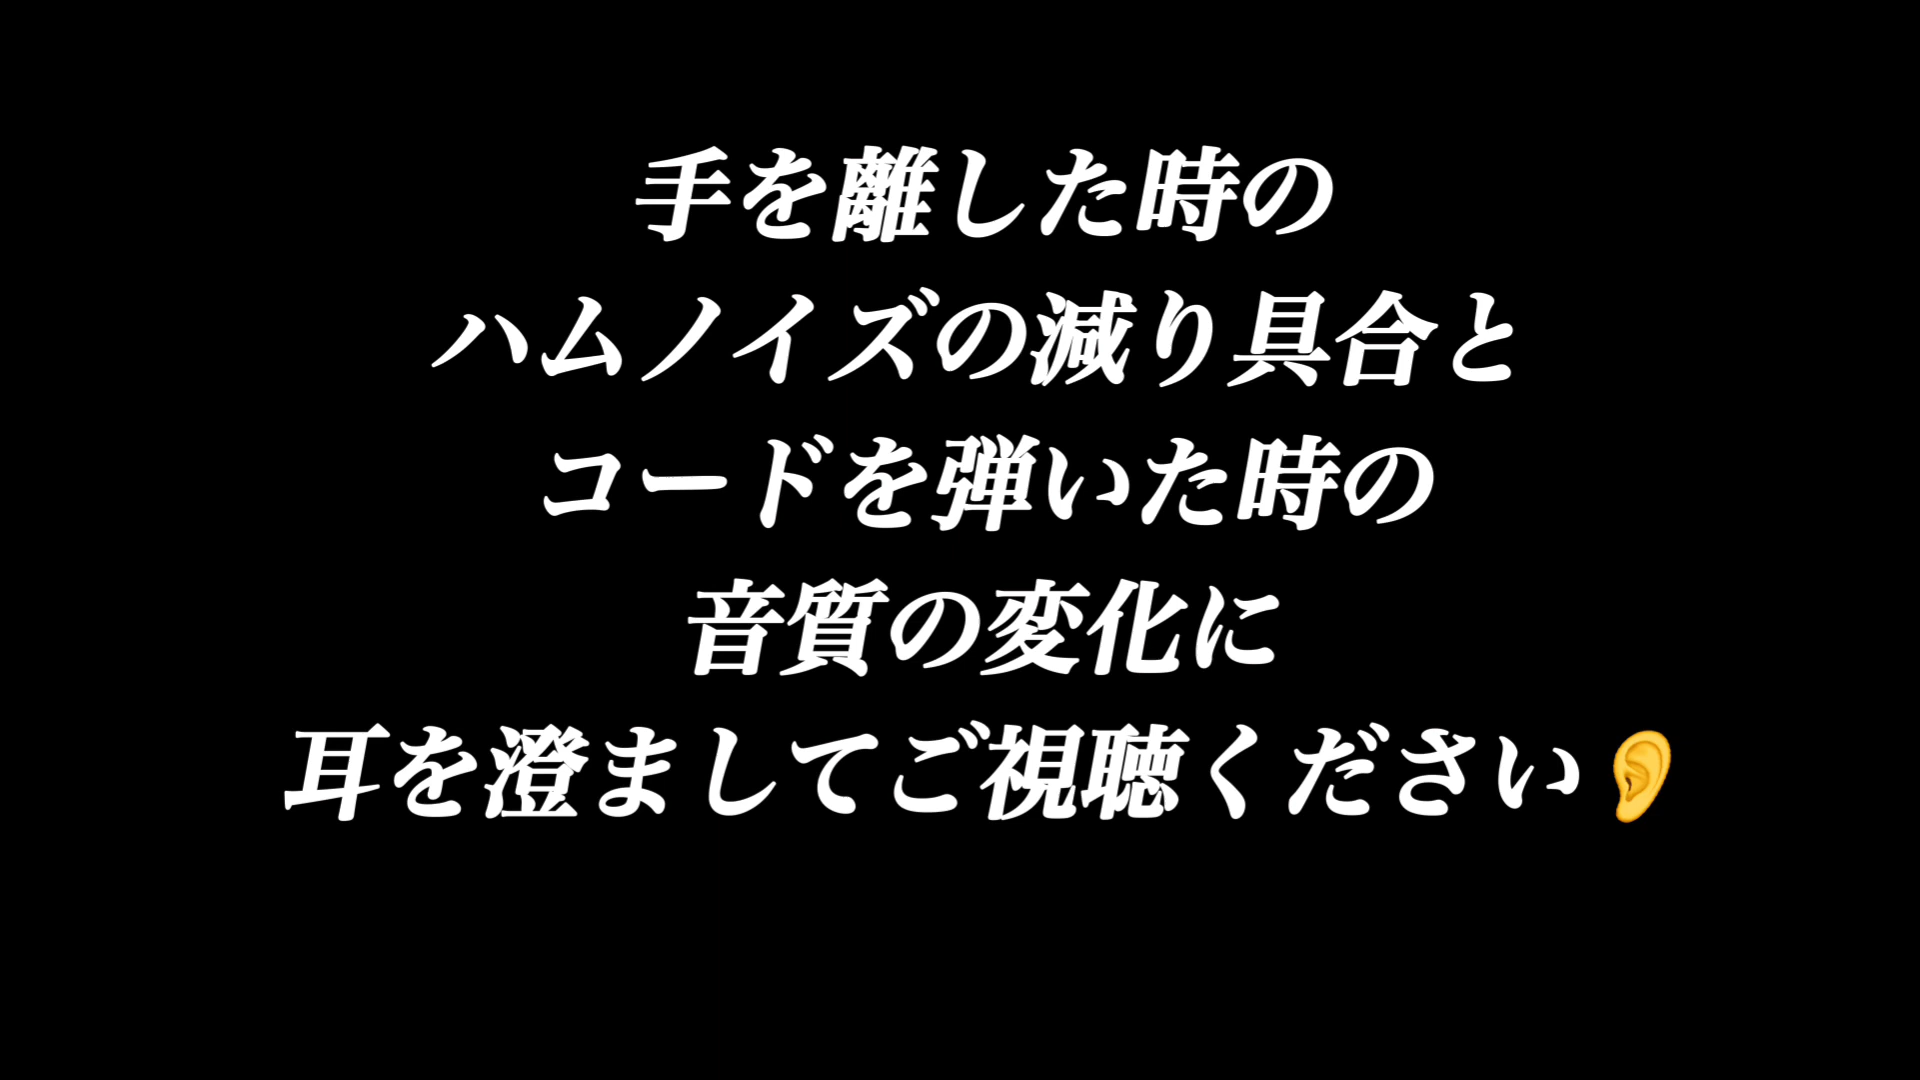 手を離した時の
ハムノイズの減り具合と
コードを弾いた時の
音質の変化に
耳を澄ましてご視聴ください👂